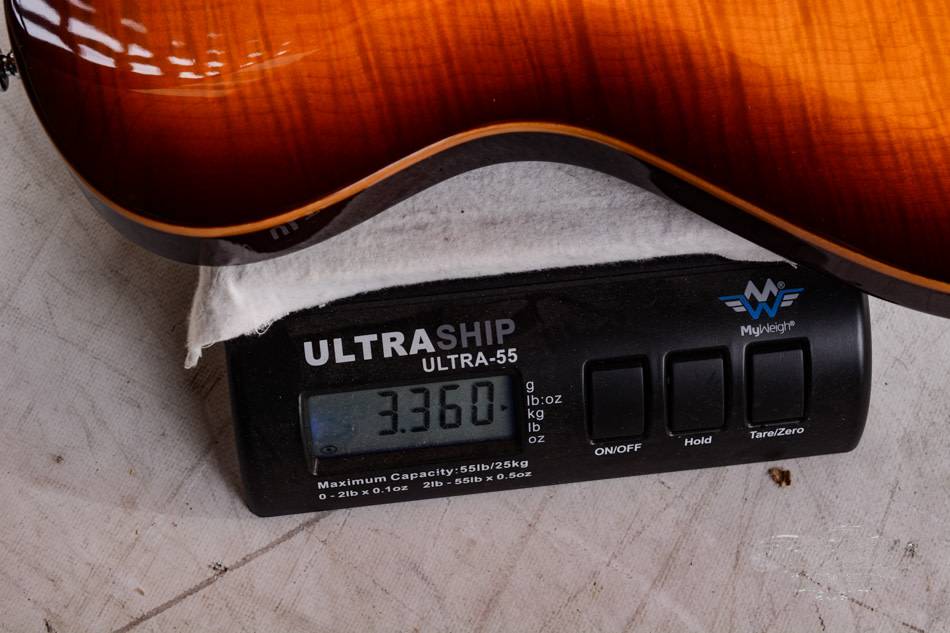 MyWeigh®
ULTRASHIP
ULTRA-55
3.360
g
lb:oz
kg
lb
oz
ON/OFF
Hold
Tare/Zero
Maximum Capacity:55lb/25kg
0 - 2lb x 0.1oz 2lb - 55lb x 0.5oz